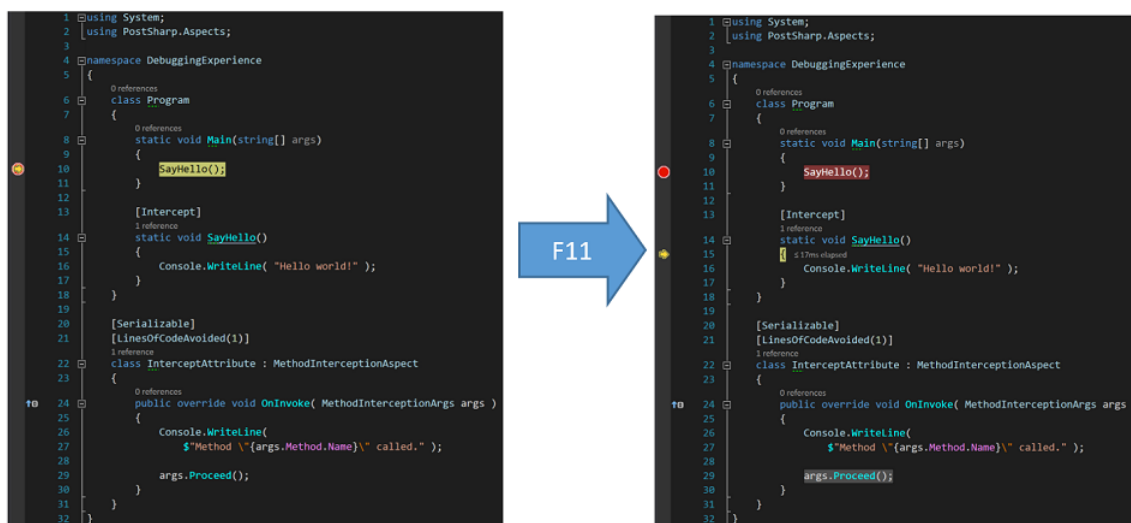 1 using System;
2 using PostSharp.Aspects;
3
4 namespace DebuggingExperience
5 {
0 references
6 class Program
7 {
0 references
8 static void Main(string[] args)
9 {
10 SayHello();
11 }
12
13 [Intercept]
1 reference
14 static void SayHello()
15 {
16 Console.WriteLine( "Hello world!" );
17 }
18 }
19
20 [Serializable]
21 [LinesOfCodeAvoided(1)]
1 reference
22 class InterceptAttribute : MethodInterceptionAspect
23 {
0 references
24 public override void OnInvoke( MethodInterceptionArgs args )
25 {
26 Console.WriteLine(
27 $"Method \"{args.Method.Name}\" called." );
28
29 args.Proceed();
30 }
31 }
32 }
F11
1 using System;
2 using PostSharp.Aspects;
3
4 namespace DebuggingExperience
5 {
0 references
6 class Program
7 {
0 references
8 static void Main(string[] args)
9 {
10 SayHello();
11 }
12
13 [Intercept]
1 reference
14 static void SayHello()
15 { ≤ 17ms elapsed
16 Console.WriteLine( "Hello world!" );
17 }
18 }
19
20 [Serializable]
21 [LinesOfCodeAvoided(1)]
1 reference
22 class InterceptAttribute : MethodInterceptionAspect
23 {
0 references
24 public override void OnInvoke( MethodInterceptionArgs args
25 {
26 Console.WriteLine(
27 $"Method \"{args.Method.Name}\" called." );
28
29 args.Proceed();
30 }
31 }
32 }